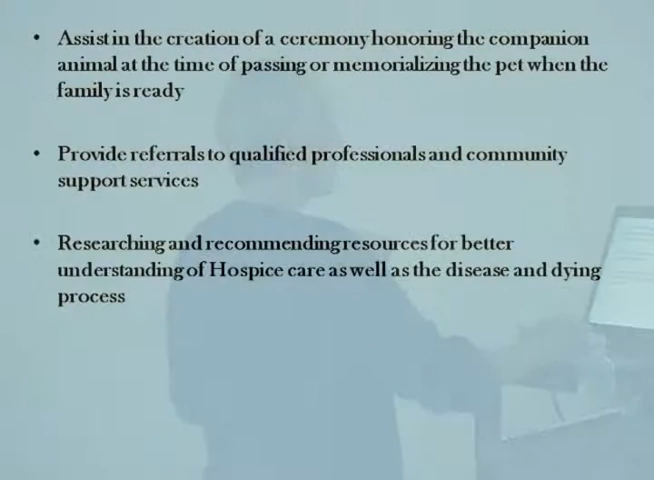 • Assist in the creation of a ceremony honoring the companion
animal at the time of passing or memorializing the pet when the
family is ready
• Provide referrals to qualified professionals and community
support services
• Researching and recommending resources for better
understanding of Hospice care as well as the disease and dying
process